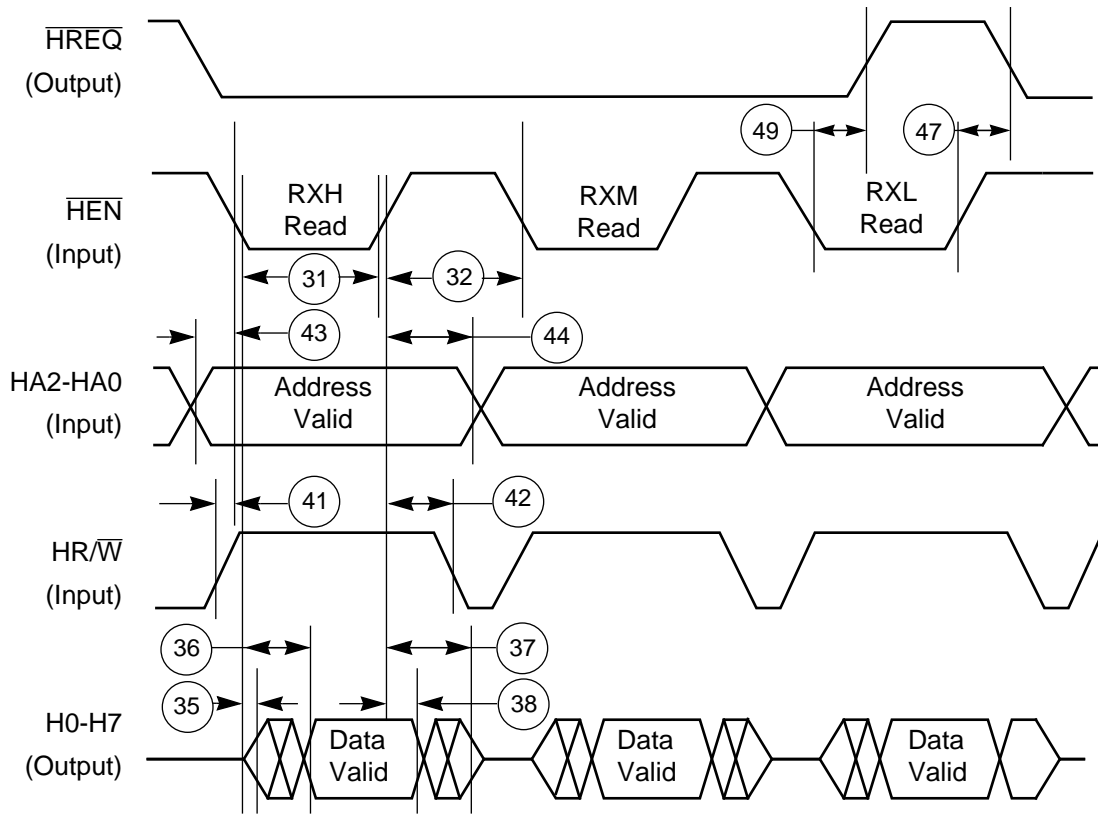 H̅R̅E̅Q̅
(Output)
49
47
H̅E̅N̅
(Input)
RXH
Read
RXM
Read
RXL
Read
31
32
43
44
HA2-HA0
(Input)
Address
Valid
Address
Valid
Address
Valid
41
42
HR/W̅
(Input)
36
37
35
38
H0-H7
(Output)
Data
Valid
Data
Valid
Data
Valid